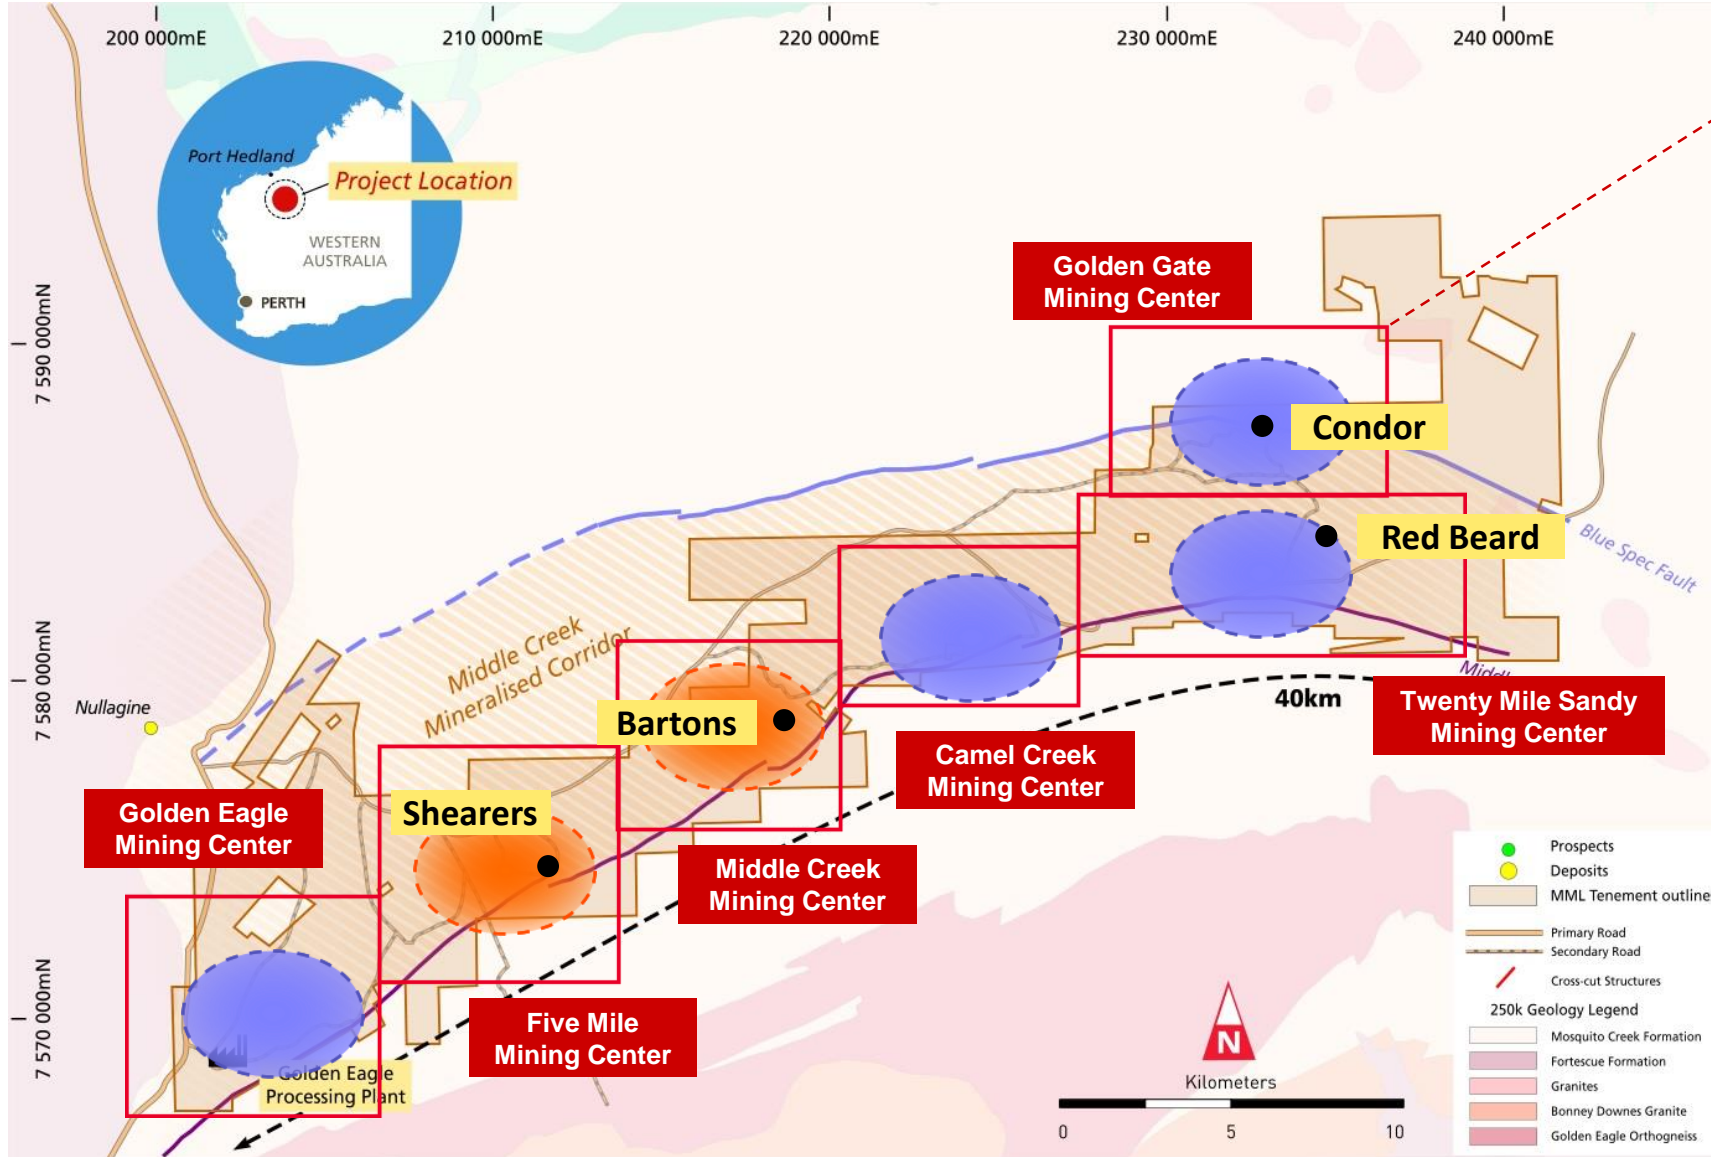 200 000mE
210 000mE
220 000mE
230 000mE
240 000mE
7 590 000mN
7 580 000mN
7 570 000mN
Port Hedland
Project Location
WESTERN
AUSTRALIA
PERTH
Golden Gate
Mining Center
Condor
Red Beard
Blue Spec Fault
Middle Creek
Mineralised Corridor
Nullagine
Bartons
40km
Twenty Mile Sandy
Mining Center
Camel Creek
Mining Center
Shearers
Golden Eagle
Mining Center
Middle Creek
Mining Center
Five Mile
Mining Center
Golden Eagle
Processing Plant
N
Kilometers
0
5
10
Prospects
Deposits
MML Tenement outline
Primary Road
Secondary Road
Cross-cut Structures
250k Geology Legend
Mosquito Creek Formation
Fortescue Formation
Granites
Bonney Downes Granite
Golden Eagle Orthogneiss